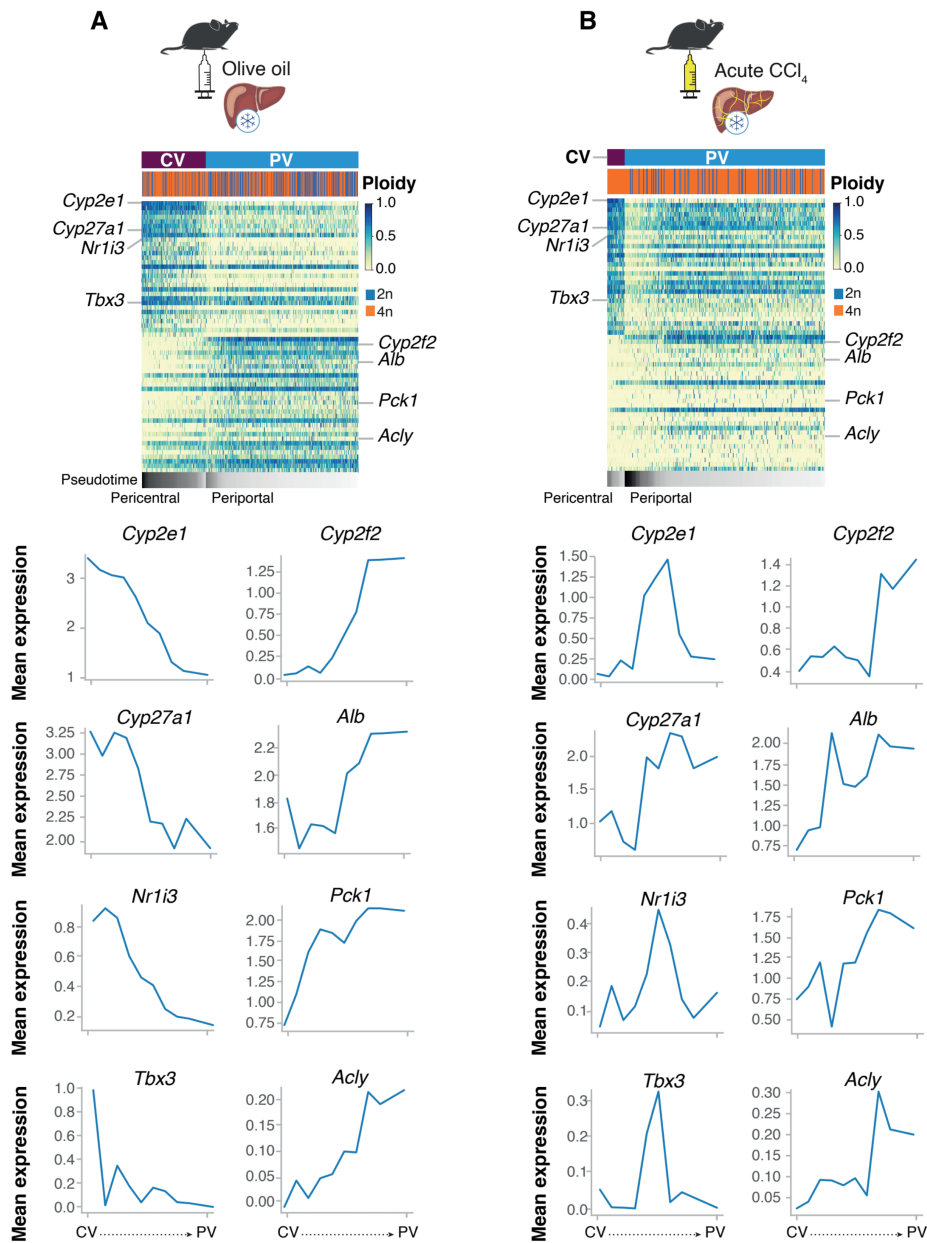 A
Olive oil
CV PV
Ploidy
Cyp2e1
Cyp27a1
Nr1i3
Tbx3
1.0
0.5
0.0
2n
4n
Cyp2f2
Alb
Pck1
Acly
Pseudotime
Pericentral Periportal
B
Acute CCl4
CV PV
Ploidy
Cyp2e1
Cyp27a1
Nr1i3
Tbx3
1.0
0.5
0.0
2n
4n
Cyp2f2
Alb
Pck1
Acly
Pericentral Periportal
Cyp2e1
Mean expression
3
2
1
Cyp2f2
1.25
1.00
0.75
0.50
0.25
0.0
Cyp27a1
Mean expression
3.25
3.00
2.75
2.50
2.25
2.00
Alb
2.2
2.0
1.8
1.6
Nr1i3
Mean expression
0.8
0.6
0.4
0.2
Pck1
2.00
1.75
1.50
1.25
1.00
0.75
Tbx3
Mean expression
1.0
0.8
0.6
0.4
0.2
0.0
Acly
0.20
0.15
0.10
0.05
0.00
CV PV
CV PV
Cyp2e1
Mean expression
1.50
1.25
1.00
0.75
0.50
0.25
0.00
Cyp2f2
1.4
1.2
1.0
0.8
0.6
0.4
Cyp27a1
Mean expression
2.0
1.0
Alb
2.00
1.75
1.50
1.25
1.00
0.75
Nr1i3
Mean expression
0.4
0.3
0.2
0.1
Pck1
1.75
1.50
1.25
1.00
0.75
0.50
Tbx3
Mean expression
0.3
0.2
0.1
0.0
Acly
0.30
0.25
0.20
0.15
0.10
0.05
CV PV
CV PV